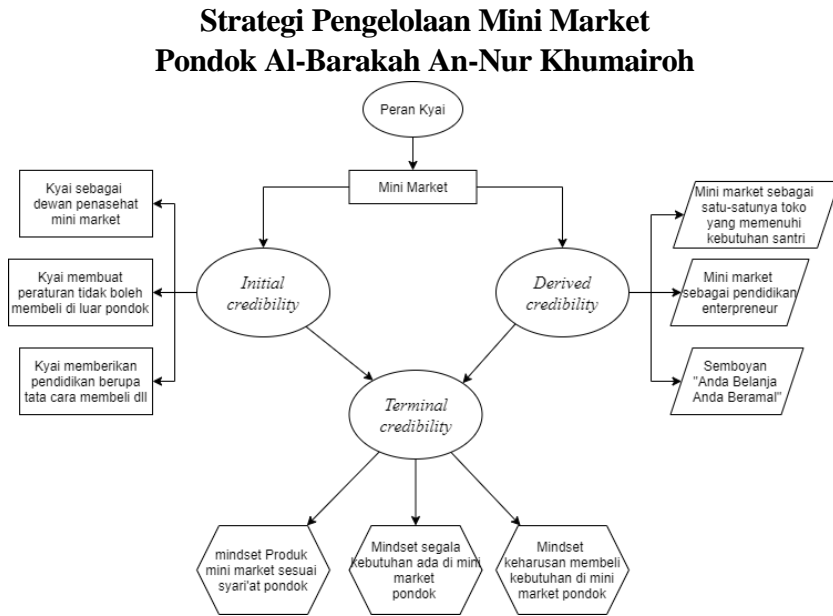 Strategi Pengelolaan Mini Market
Pondok Al-Barakah An-Nur Khumairoh
Peran Kyai
Mini Market
Kyai sebagai
dewan penasehat
mini market
Kyai membuat
peraturan tidak boleh
membeli di luar pondok
Kyai memberikan
pendidikan berupa
tata cara membeli dll
Initial
credibility
Derived
credibility
Mini market sebagai
satu-satunya toko
yang memenuhi
kebutuhan santri
Mini market
sebagai pendidikan
enterpreneur
Semboyan
"Anda Belanja
Anda Beramal"
Terminal
credibility
mindset Produk
mini market sesuai
syari'at pondok
Mindset segala
kebutuhan ada di mini
market
pondok
Mindset
keharusan membeli
kebutuhan di mini
market pondok